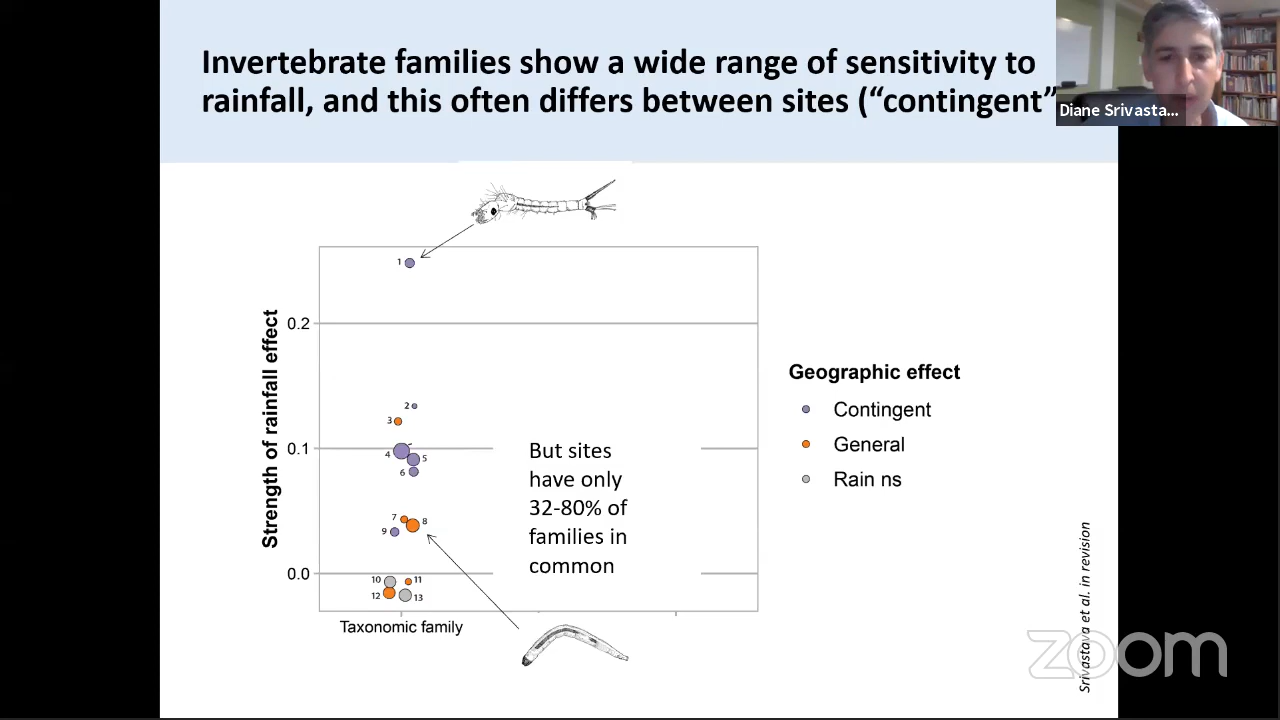 Invertebrate families show a wide range of sensitivity to
rainfall, and this often differs between sites (“contingent”
Diane Srivasta...
1
Strength of rainfall effect
0.2
2
3
0.1
4
5
6
7
8
9
0.0
10
11
12
13
Taxonomic family
But sites
have only
32-80% of
families in
common
Geographic effect
Contingent
General
Rain ns
Srivastava et al. in revision
zoom